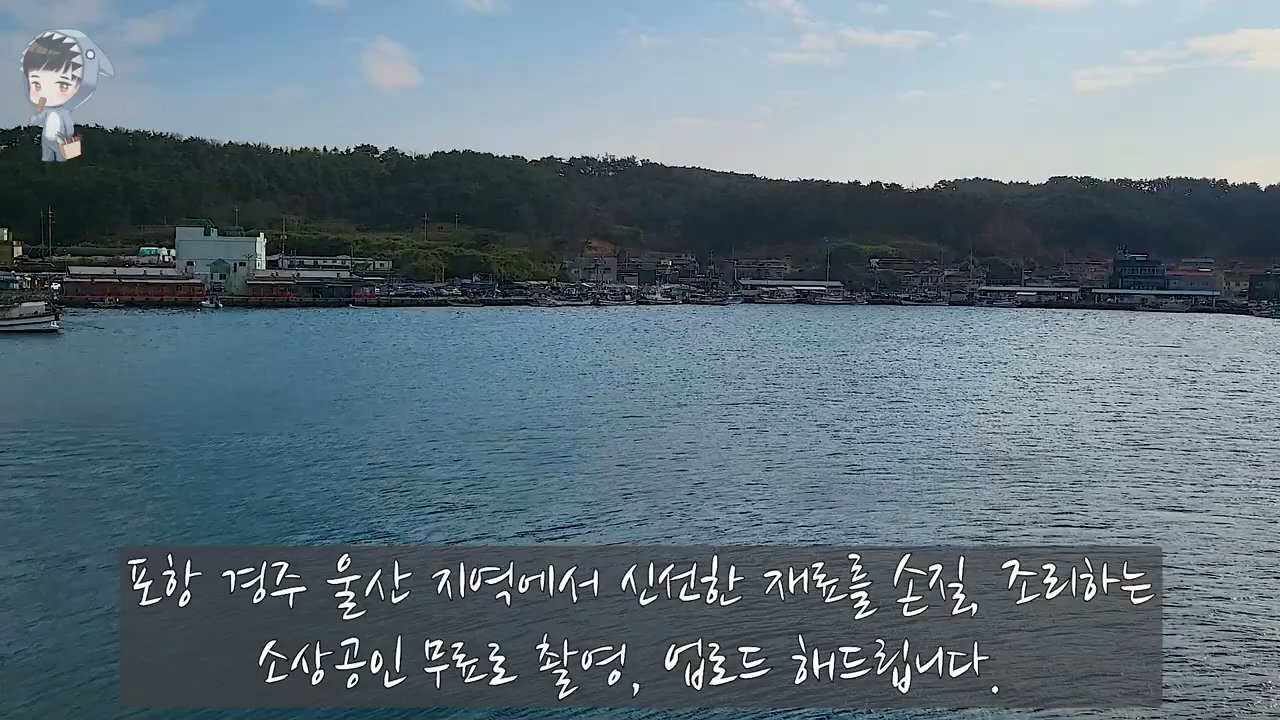 포항 경주 울산 지역에서 신선한 재료를 손질, 조리하는
소상공인 무료로 촬영, 업로드 해드립니다.